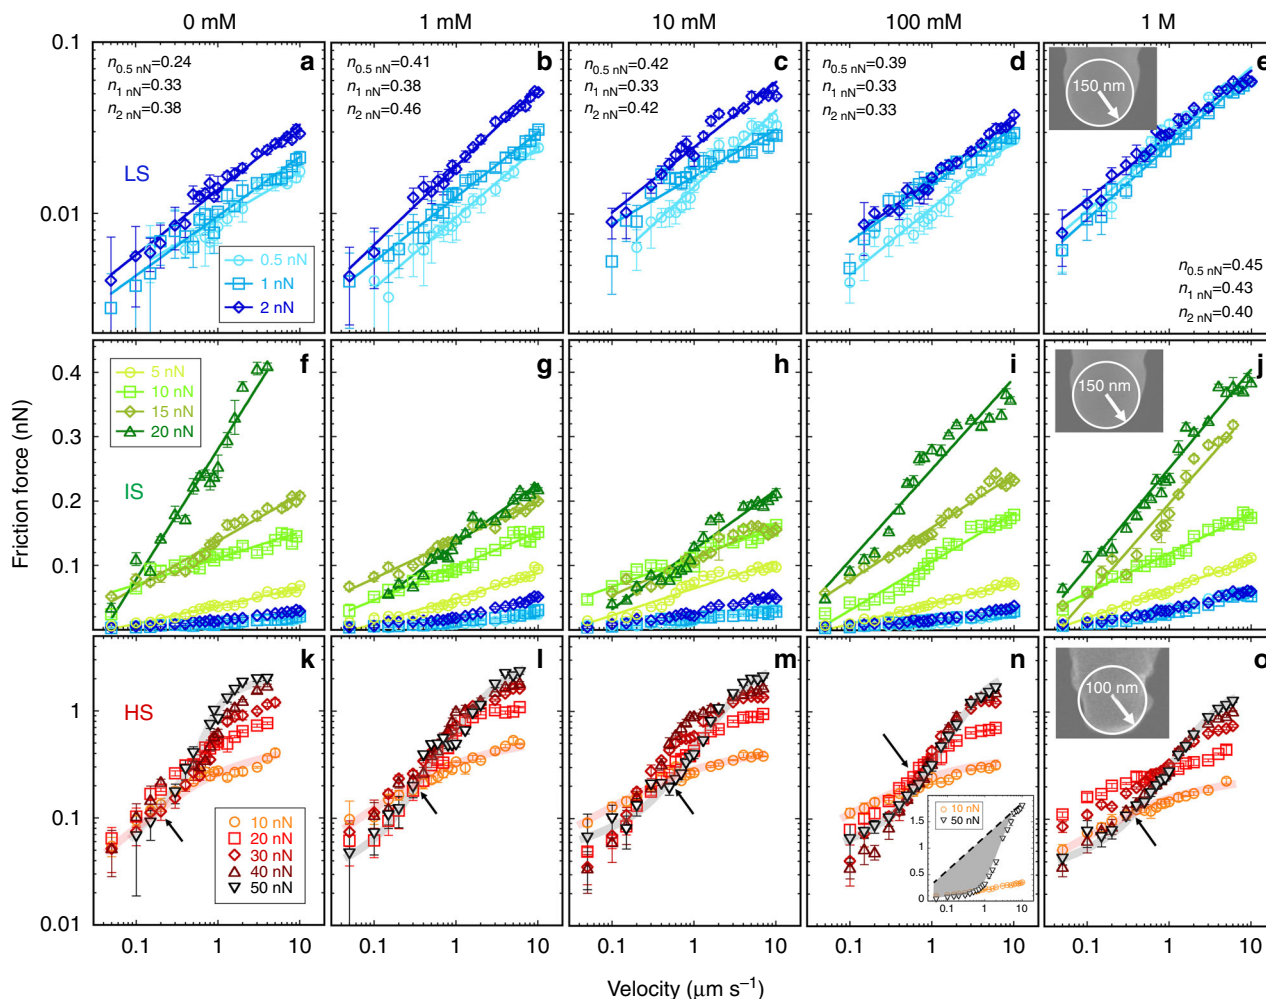 0 mM 1 mM 10 mM 100 mM 1 M
0.1
n0.5 nN=0.24
n1 nN=0.33
n2 nN=0.38
a
n0.5 nN=0.41
n1 nN=0.38
n2 nN=0.46
b
n0.5 nN=0.42
n1 nN=0.33
n2 nN=0.42
c
n0.5 nN=0.39
n1 nN=0.33
n2 nN=0.33
d
150 nm
e
LS
0.01
0.5 nN
1 nN
2 nN
n0.5 nN=0.45
n1 nN=0.43
n2 nN=0.40
Friction force (nN)
0.4
0.3
0.2
0.1
5 nN
10 nN
15 nN
20 nN
IS
f
g
h
i
150 nm
j
HS
k
l
m
n
100 nm
o
1
0.1
0.01
10 nN
20 nN
30 nN
40 nN
50 nN
10 nN
50 nN
1.5
1
0.5
0
0.1 1 10
0.1 1 10 0.1 1 10 0.1 1 10 0.1 1 10 0.1 1 10
Velocity (μm s−1)